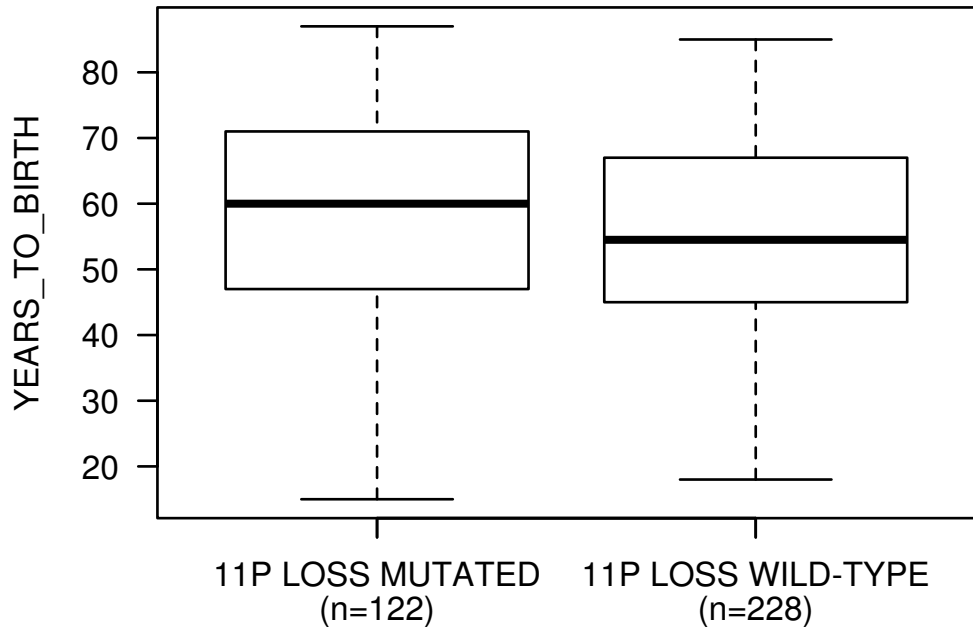 YEARS_TO_BIRTH
80
70
60
50
40
30
20
11P LOSS MUTATED
(n=122)
11P LOSS WILD-TYPE
(n=228)